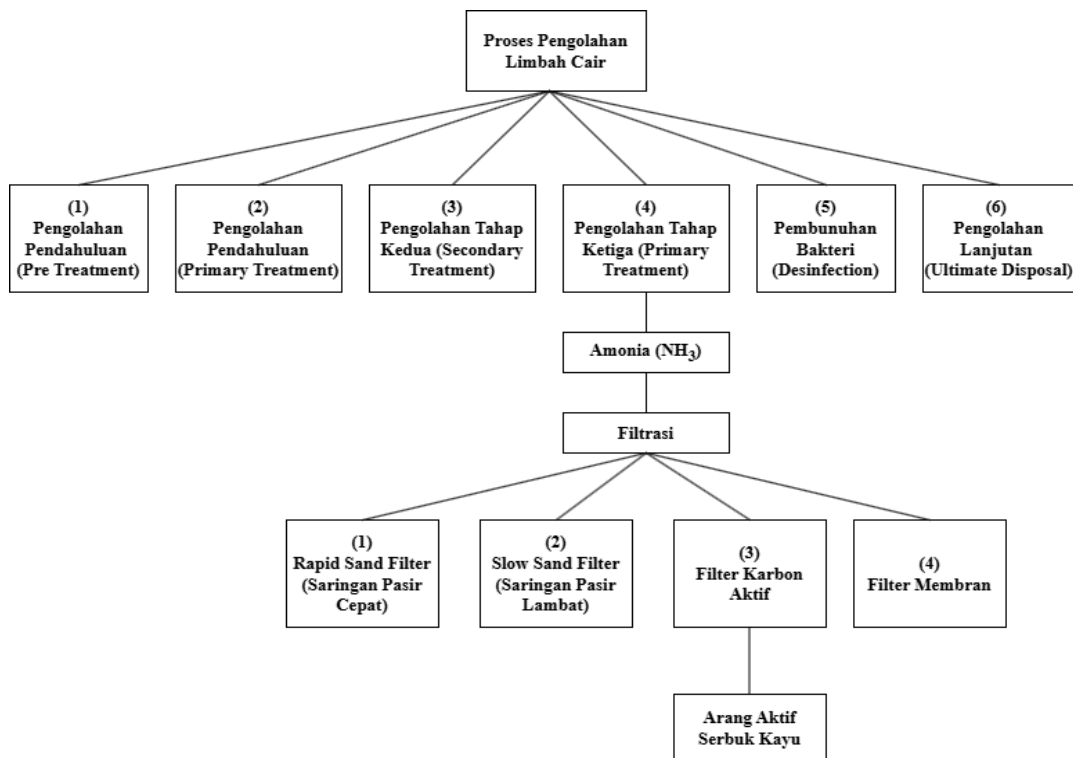 Proses Pengolahan
Limbah Cair
(1)
Pengolahan
Pendahuluan
(Pre Treatment)
(2)
Pengolahan
Pendahuluan
(Primary Treatment)
(3)
Pengolahan Tahap
Kedua (Secondary
Treatment)
(4)
Pengolahan Tahap
Ketiga (Primary
Treatment)
(5)
Pembunuhan
Bakteri
(Desinfection)
(6)
Pengolahan
Lanjutan
(Ultimate Disposal)
Amonia (NH₃)
Filtrasi
(1)
Rapid Sand Filter
(Saringan Pasir
Cepat)
(2)
Slow Sand Filter
(Saringan Pasir
Lambat)
(3)
Filter Karbon
Aktif
(4)
Filter Membran
Arang Aktif
Serbuk Kayu